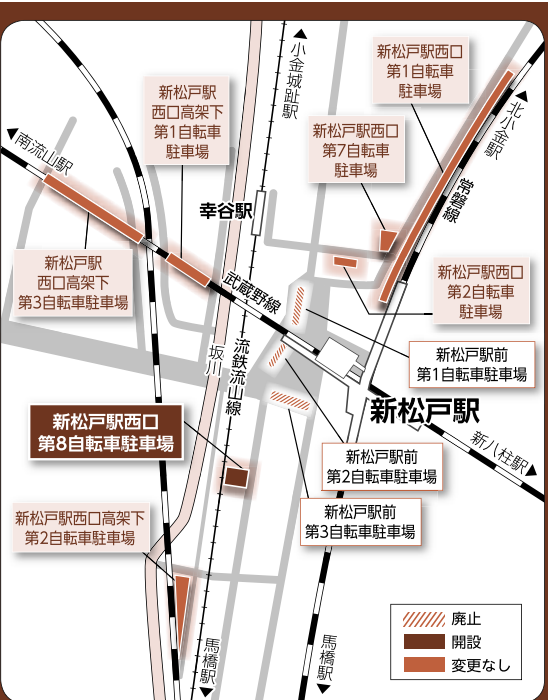 小金城趾駅
新松戸駅西口
第1自転車
駐車場
新松戸駅
西口高架下
第1自転車
駐車場
北小金駅
新松戸駅西口
第7自転車
駐車場
南流山駅
常磐線
幸谷駅
新松戸駅
西口高架下
第3自転車駐車場
武蔵野線
新松戸駅西口
第2自転車
駐車場
流鉄流山線
坂川
新松戸駅前
第1自転車駐車場
新松戸駅
新松戸駅西口
第8自転車駐車場
新八柱駅
新松戸駅前
第2自転車駐車場
新松戸駅前
第3自転車駐車場
新松戸駅西口高架下
第2自転車駐車場
馬橋駅
馬橋駅
廃止
開設
変更なし